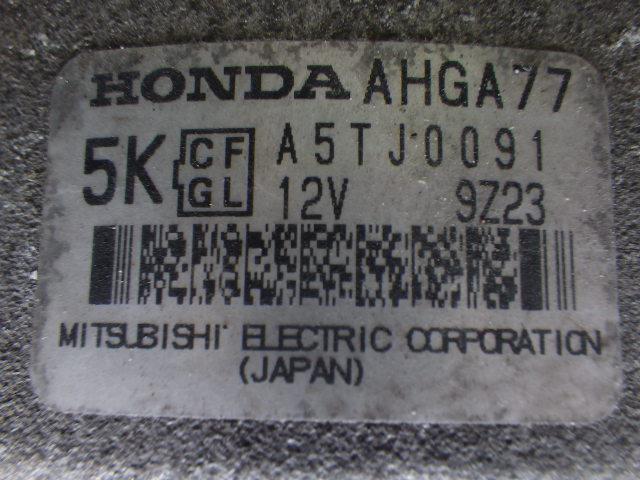 HONDA AHGA77
5K CF A5TJ0091
GL 12V 9Z23
MITSUBISHI ELECTRIC CORPORATION
(JAPAN)